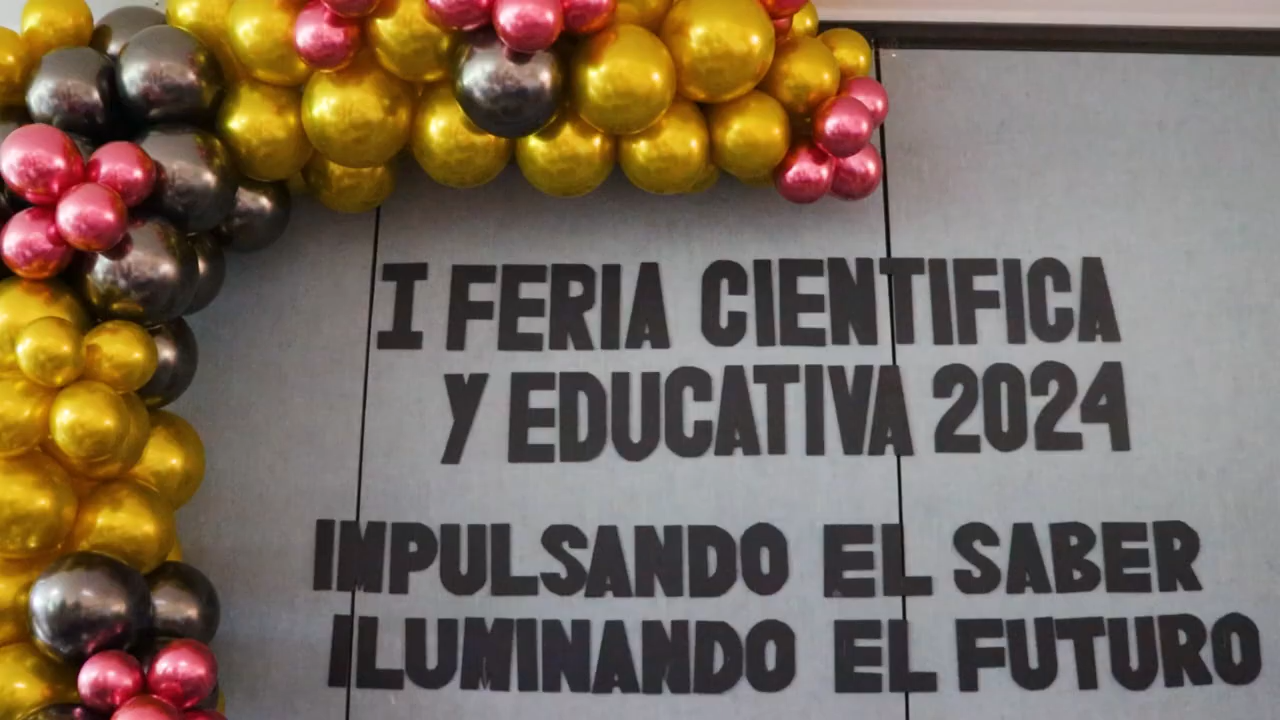 I FERIA CIENTIFICA
Y EDUCATIVA 2024
IMPULSANDO EL SABER
ILUMINANDO EL FUTURO